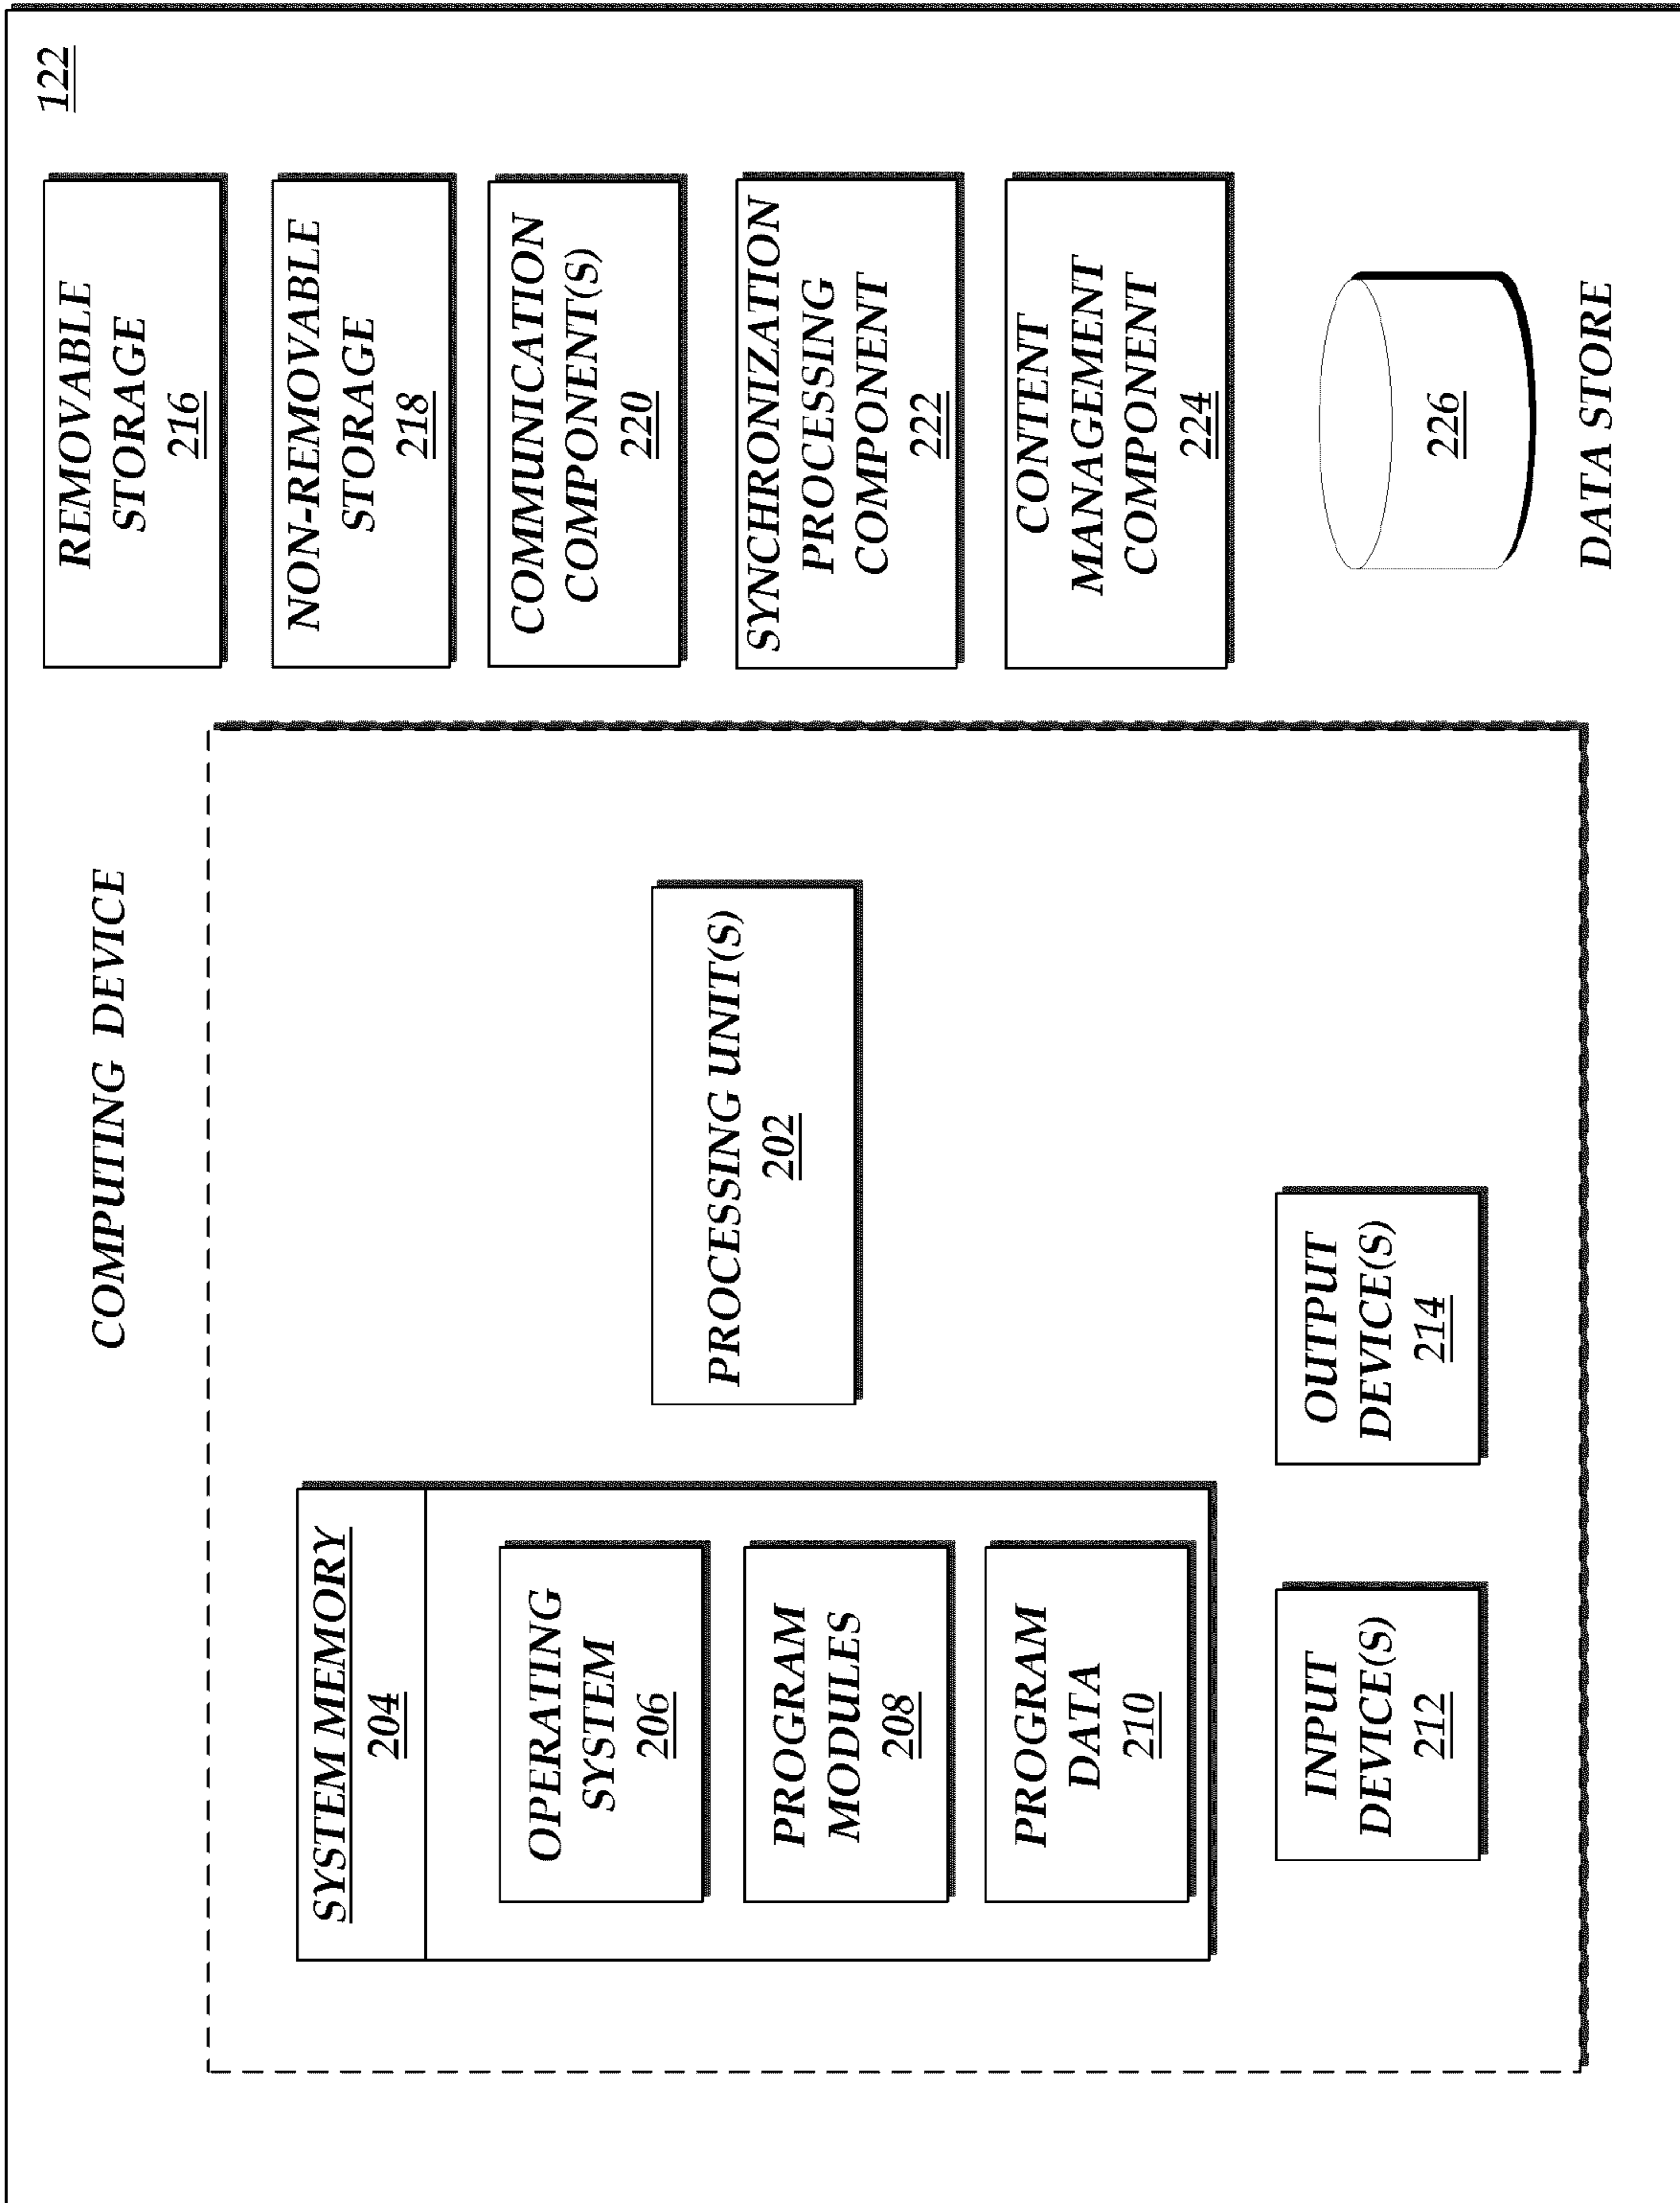 COMPUTING DEVICE
122
SYSTEM MEMORY
204
OPERATING
SYSTEM
206
PROGRAM
MODULES
208
PROGRAM
DATA
210
PROCESSING UNIT(S)
202
INPUT
DEVICE(S)
212
OUTPUT
DEVICE(S)
214
REMOVABLE
STORAGE
216
NON-REMOVABLE
STORAGE
218
COMMUNICATION
COMPONENT(S)
220
SYNCHRONIZATION
PROCESSING
COMPONENT
222
CONTENT
MANAGEMENT
COMPONENT
224
226
DATA STORE